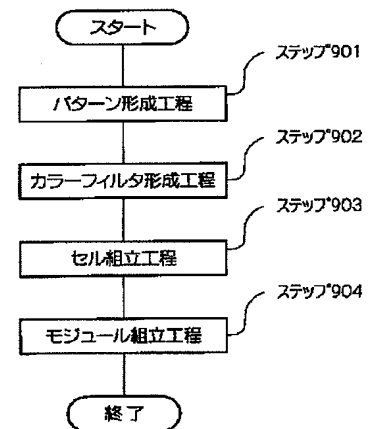 スタート
ステップ901
パターン形成工程
ステップ902
カラーフィルタ形成工程
ステップ903
セル組立工程
ステップ904
モジュール組立工程
終了